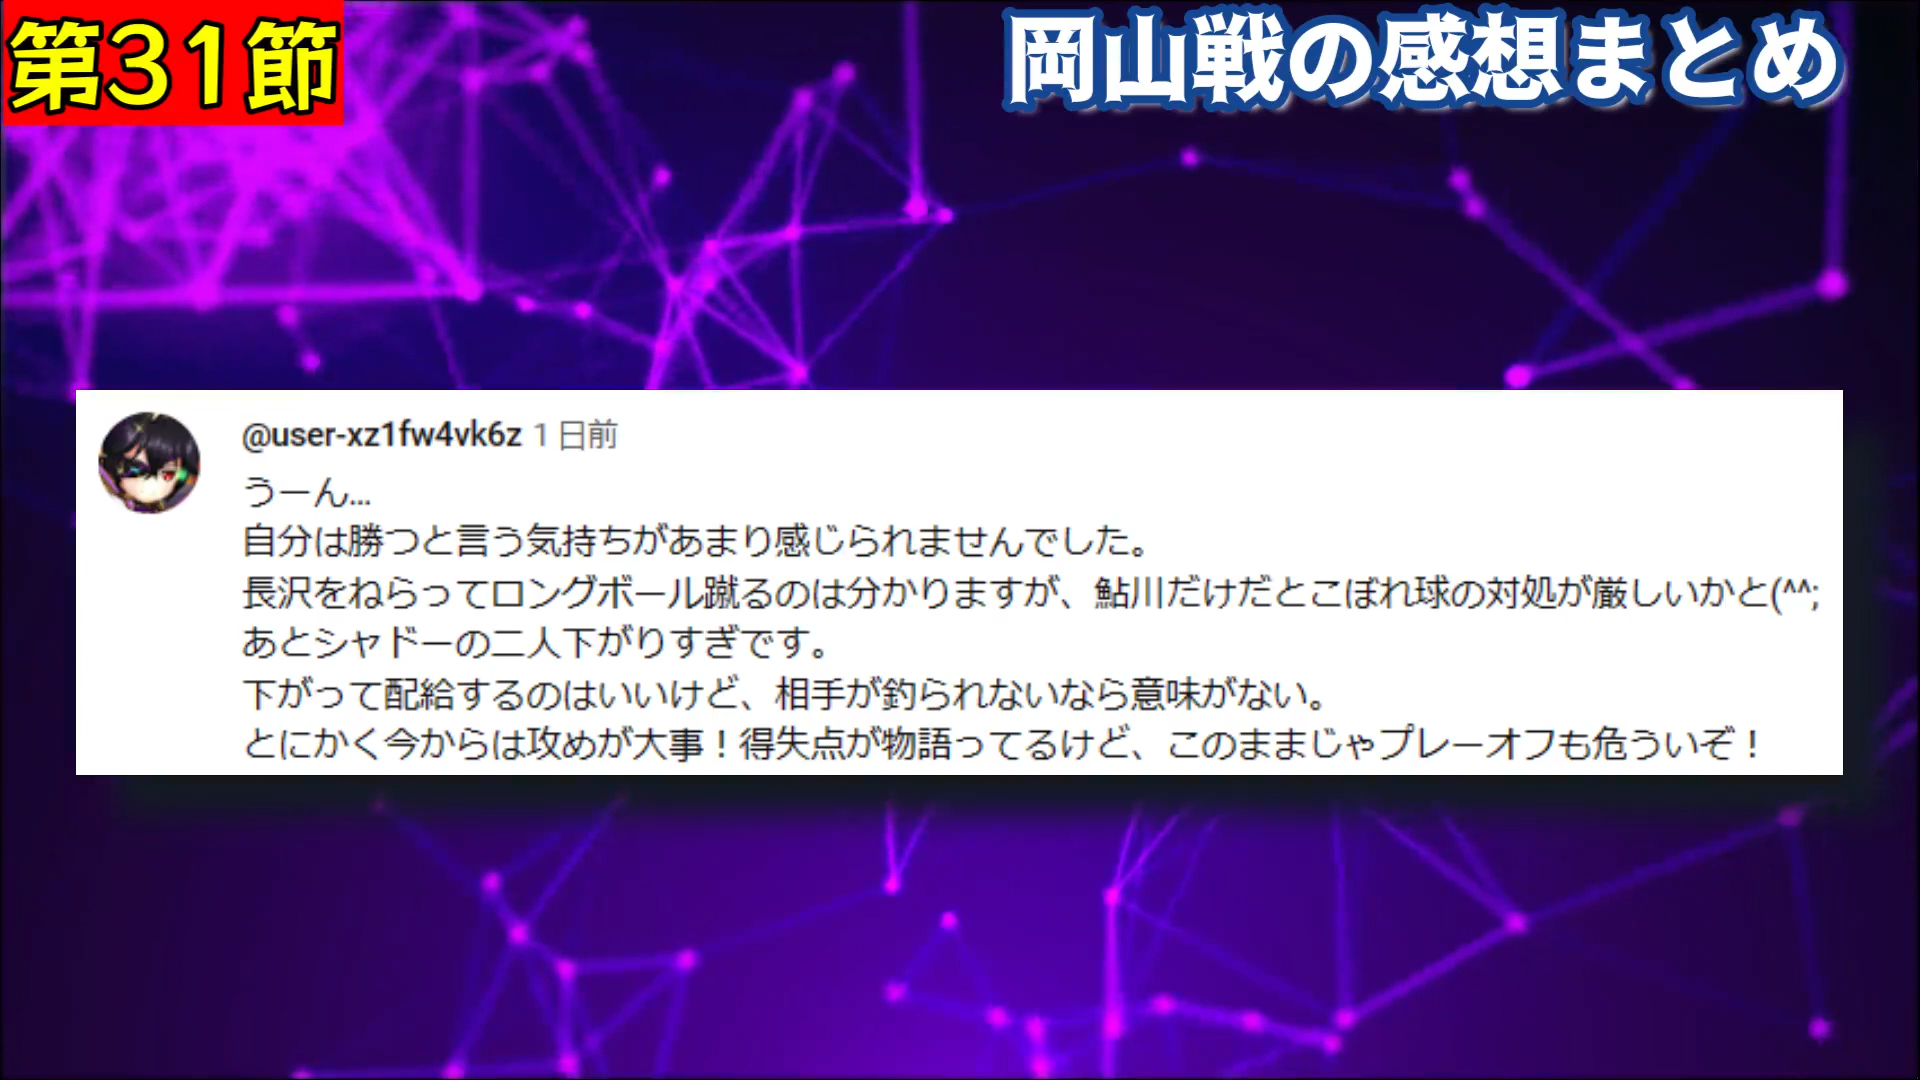 第31節
岡山戦の感想まとめ
@user-xz1fw4vk6z 1 日前
うーん...
自分は勝つと言う気持ちがあまり感じられませんでした。
長沢をねらってロングボール蹴るのは分かりますが、鮎川だけだとこぼれ球の対処が厳しいかと(^^;
あとシャドーの二人下がりすぎです。
下がって配給するのはいいけど、相手が釣られないなら意味がない。
とにかく今からは攻めが大事！得失点が物語ってるけど、このままじゃプレーオフも危ういぞ！